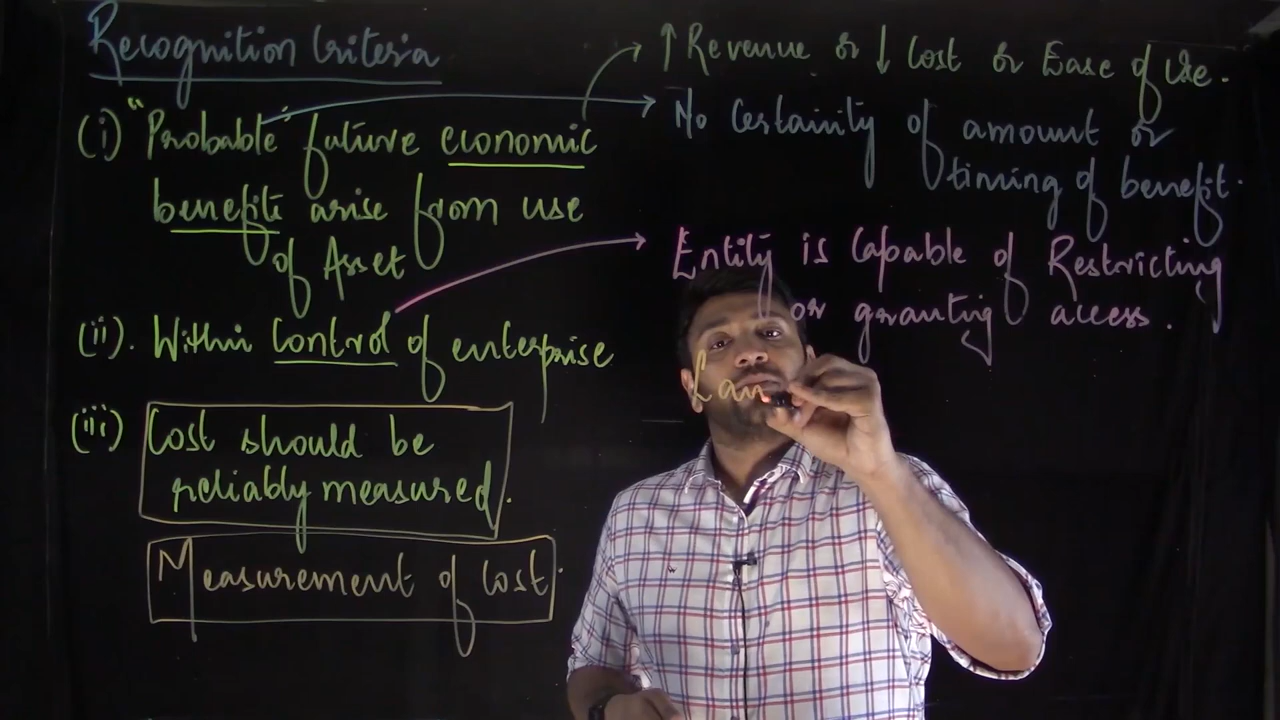 Recognition Criteria
(i) "Probable" future economic
benefits arise from use
of Asset
(ii). Within control of enterprise
(iii) Cost should be
reliably measured.
Measurement of Cost.
↑ Revenue or ↓ Cost or Ease of Use.
No Certainity of amount or
timing of benefit.
Entity is Capable of Restricting
or granting access.
Lan